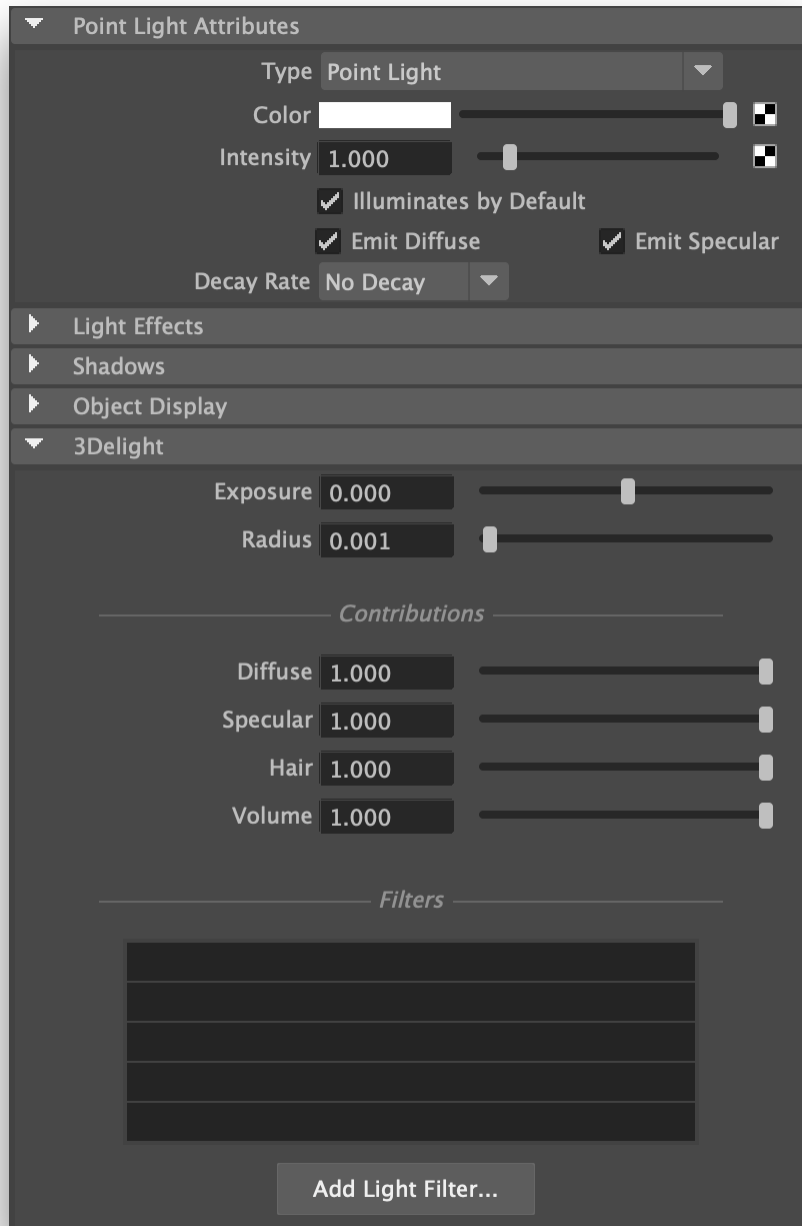 Point Light Attributes
Type Point Light
Color
Intensity 1.000
Illuminates by Default
Emit Diffuse Emit Specular
Decay Rate No Decay
Light Effects
Shadows
Object Display
3Delight
Exposure 0.000
Radius 0.001
Contributions
Diffuse 1.000
Specular 1.000
Hair 1.000
Volume 1.000
Filters
Add Light Filter...